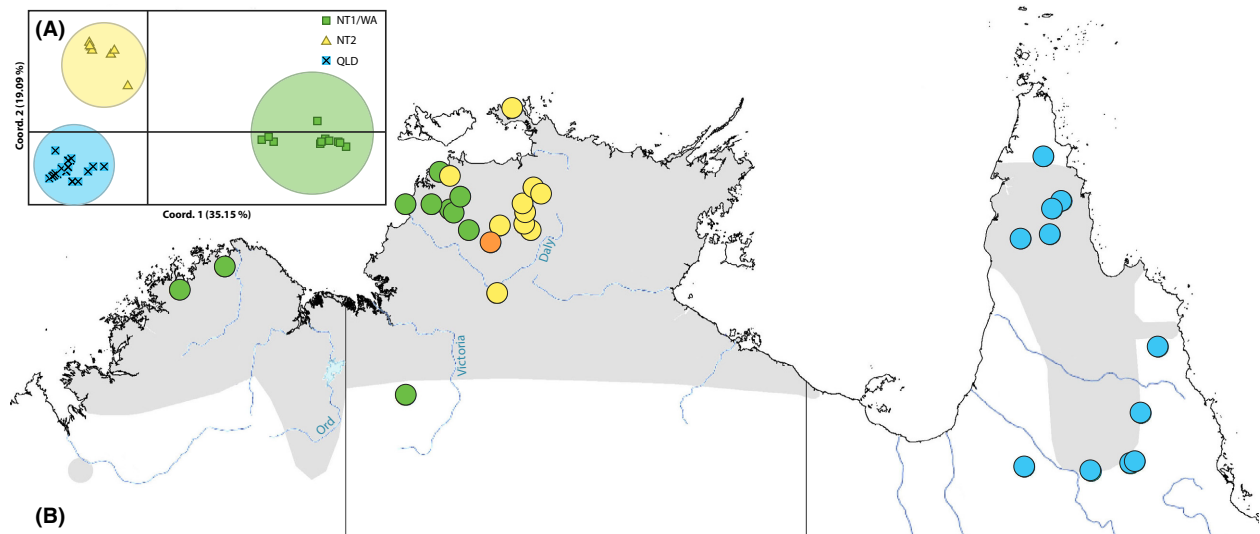 (A)
NT1/WA
NT2
QLD
Coord. 2 (19.09 %)
Coord. 1 (35.15 %)
Daly
Victoria
Ord
(B)